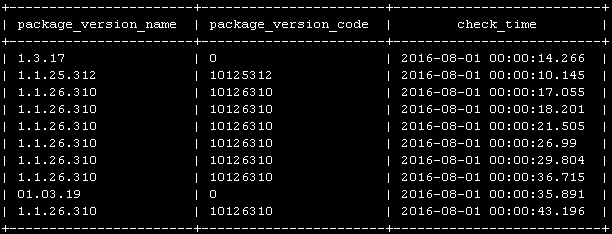 +--------------------------+--------------------------+----------------------------+
| package_version_name | package_version_code | check_time |
+--------------------------+--------------------------+----------------------------+
| 1.3.17 | 0 | 2016-08-01 00:00:14.266 |
| 1.1.25.312 | 10125312 | 2016-08-01 00:00:10.145 |
| 1.1.26.310 | 10126310 | 2016-08-01 00:00:17.055 |
| 1.1.26.310 | 10126310 | 2016-08-01 00:00:18.201 |
| 1.1.26.310 | 10126310 | 2016-08-01 00:00:21.505 |
| 1.1.26.310 | 10126310 | 2016-08-01 00:00:26.99 |
| 1.1.26.310 | 10126310 | 2016-08-01 00:00:29.804 |
| 1.1.26.310 | 10126310 | 2016-08-01 00:00:36.715 |
| 01.03.19 | 0 | 2016-08-01 00:00:35.891 |
| 1.1.26.310 | 10126310 | 2016-08-01 00:00:43.196 |
+--------------------------+--------------------------+----------------------------+